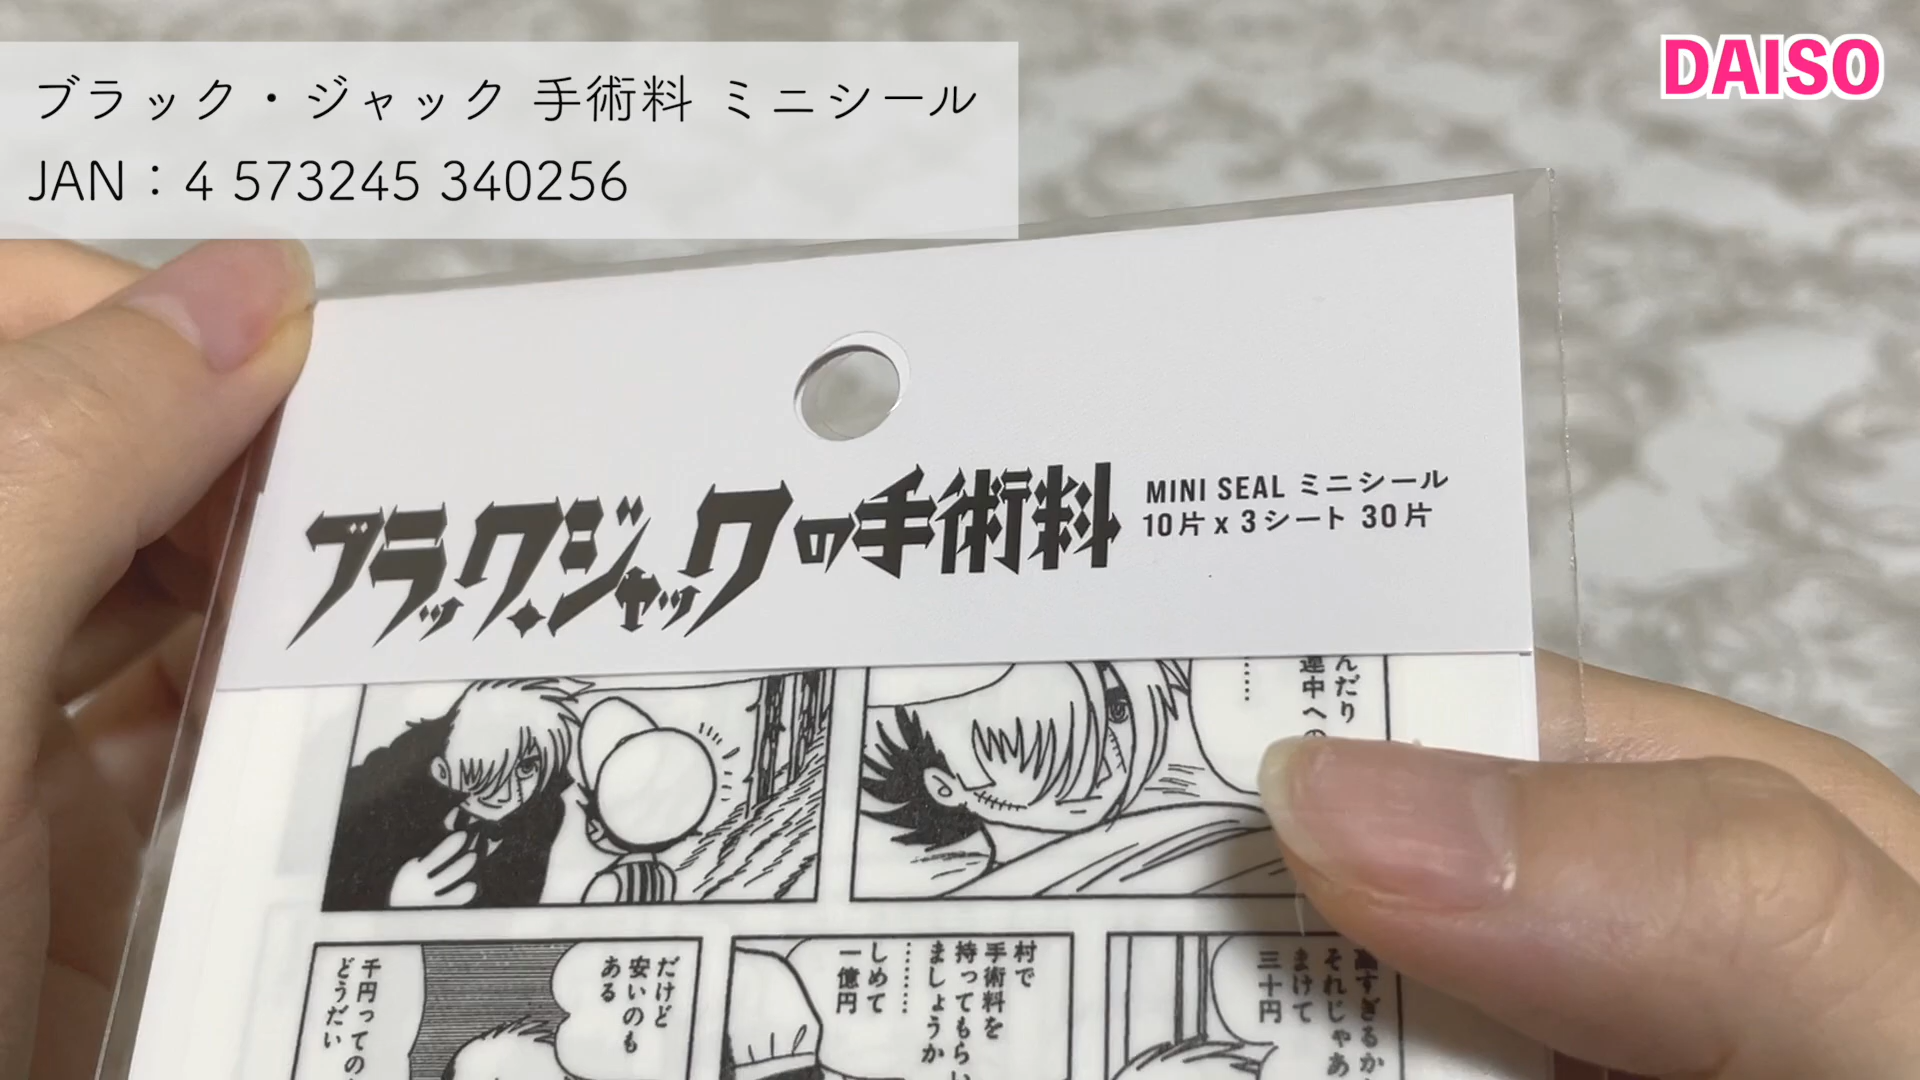 ブラック・ジャック 手術料 ミニシール
JAN：4 573245 340256
DAISO
ブラック・ジャックの手術料
MINI SEAL ミニシール
10片 x 3シート 30片
んだり
連中への
……
だけど
安いのも
ある
千円っての
どうだい
村で
手術料を
持ってもらい
ましょうか
………
しめて
一億円
すぎるか
それじゃあ
まけて
三十円